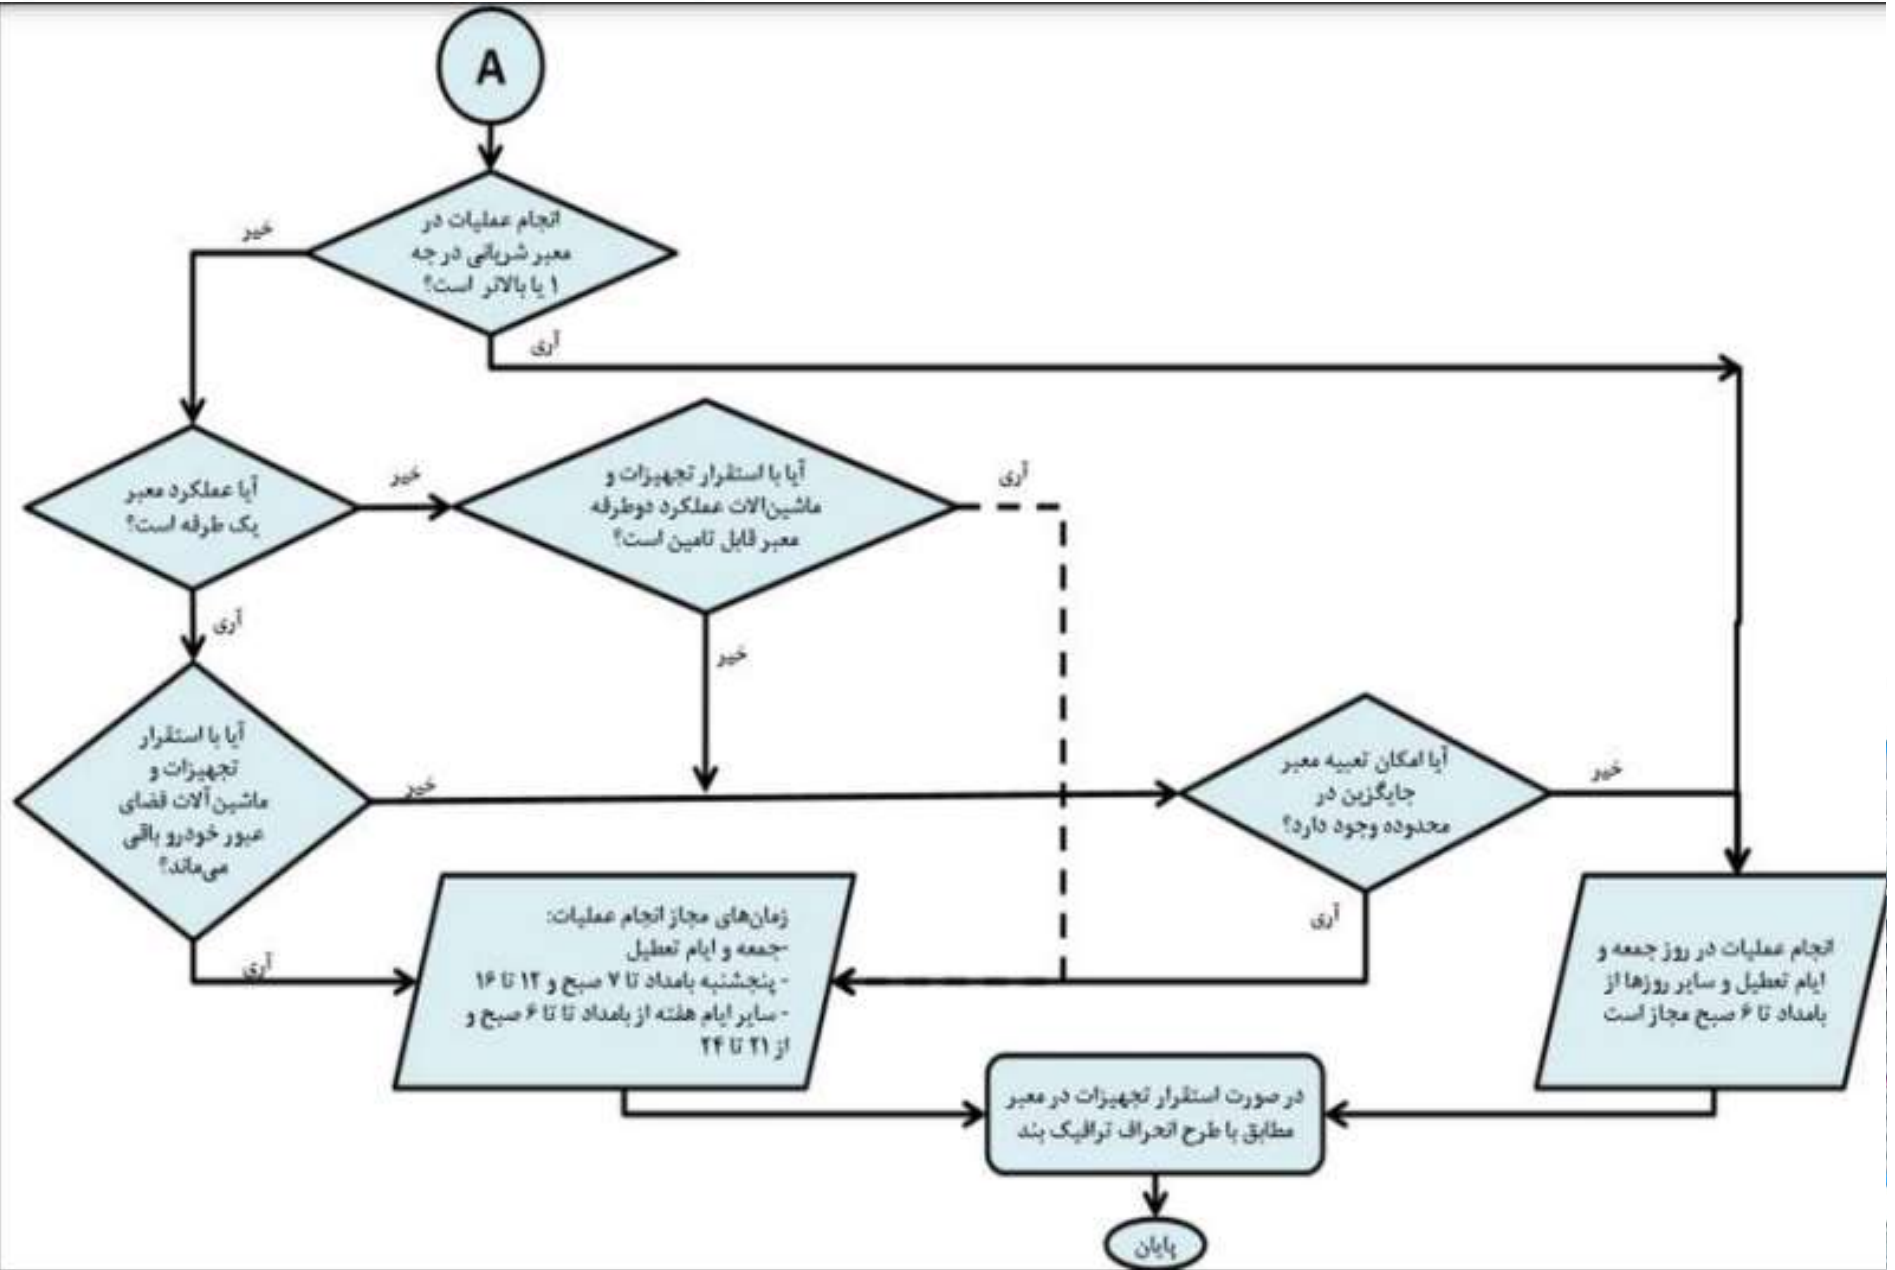 A
انجام عملیات در
معبر شریانی درجه
۱ یا بالاتر است؟
خیر
آری
آیا عملکرد معبر
یک طرفه است؟
خیر
آری
آیا با استقرار تجهیزات و
ماشین‌الات عملکرد دوطرفه
معبر قابل تامین است؟
آری
خیر
آیا با استقرار
تجهیزات و
ماشین‌آلات فضای
عبور خودرو باقی
می‌ماند؟
خیر
آری
آیا امکان تعبیه معبر
جایگزین در
محدوده وجود دارد؟
خیر
آری
زمان‌های مجاز انجام عملیات:
-جمعه و ایام تعطیل
- پنجشنبه بامداد تا ۷ صبح و ۱۲ تا ۱۶
- سایر ایام هفته از بامداد تا تا ۶ صبح و
از ۲۱ تا ۲۴
انجام عملیات در روز جمعه و
ایام تعطیل و سایر روزها از
بامداد تا ۶ صبح مجاز است
در صورت استقرار تجهیزات در معبر
مطابق با طرح انحراف ترافیک بند
پایان